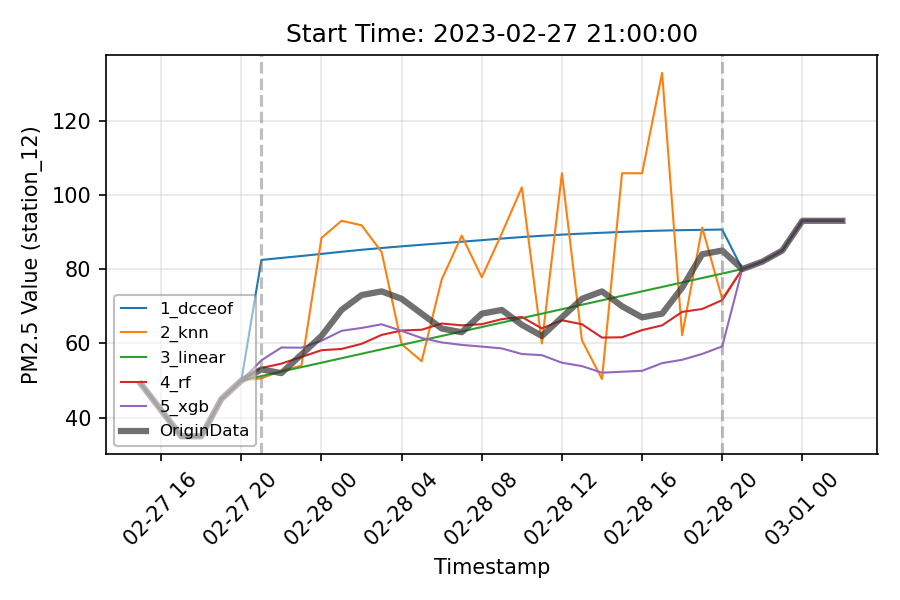 Start Time: 2023-02-27 21:00:00
PM2.5 Value (station_12)
120
100
80
60
40
1_dcceof
2_knn
3_linear
4_rf
5_xgb
OriginData
02-27 16
02-27 20
02-28 00
02-28 04
02-28 08
02-28 12
02-28 16
02-28 20
03-01 00
Timestamp